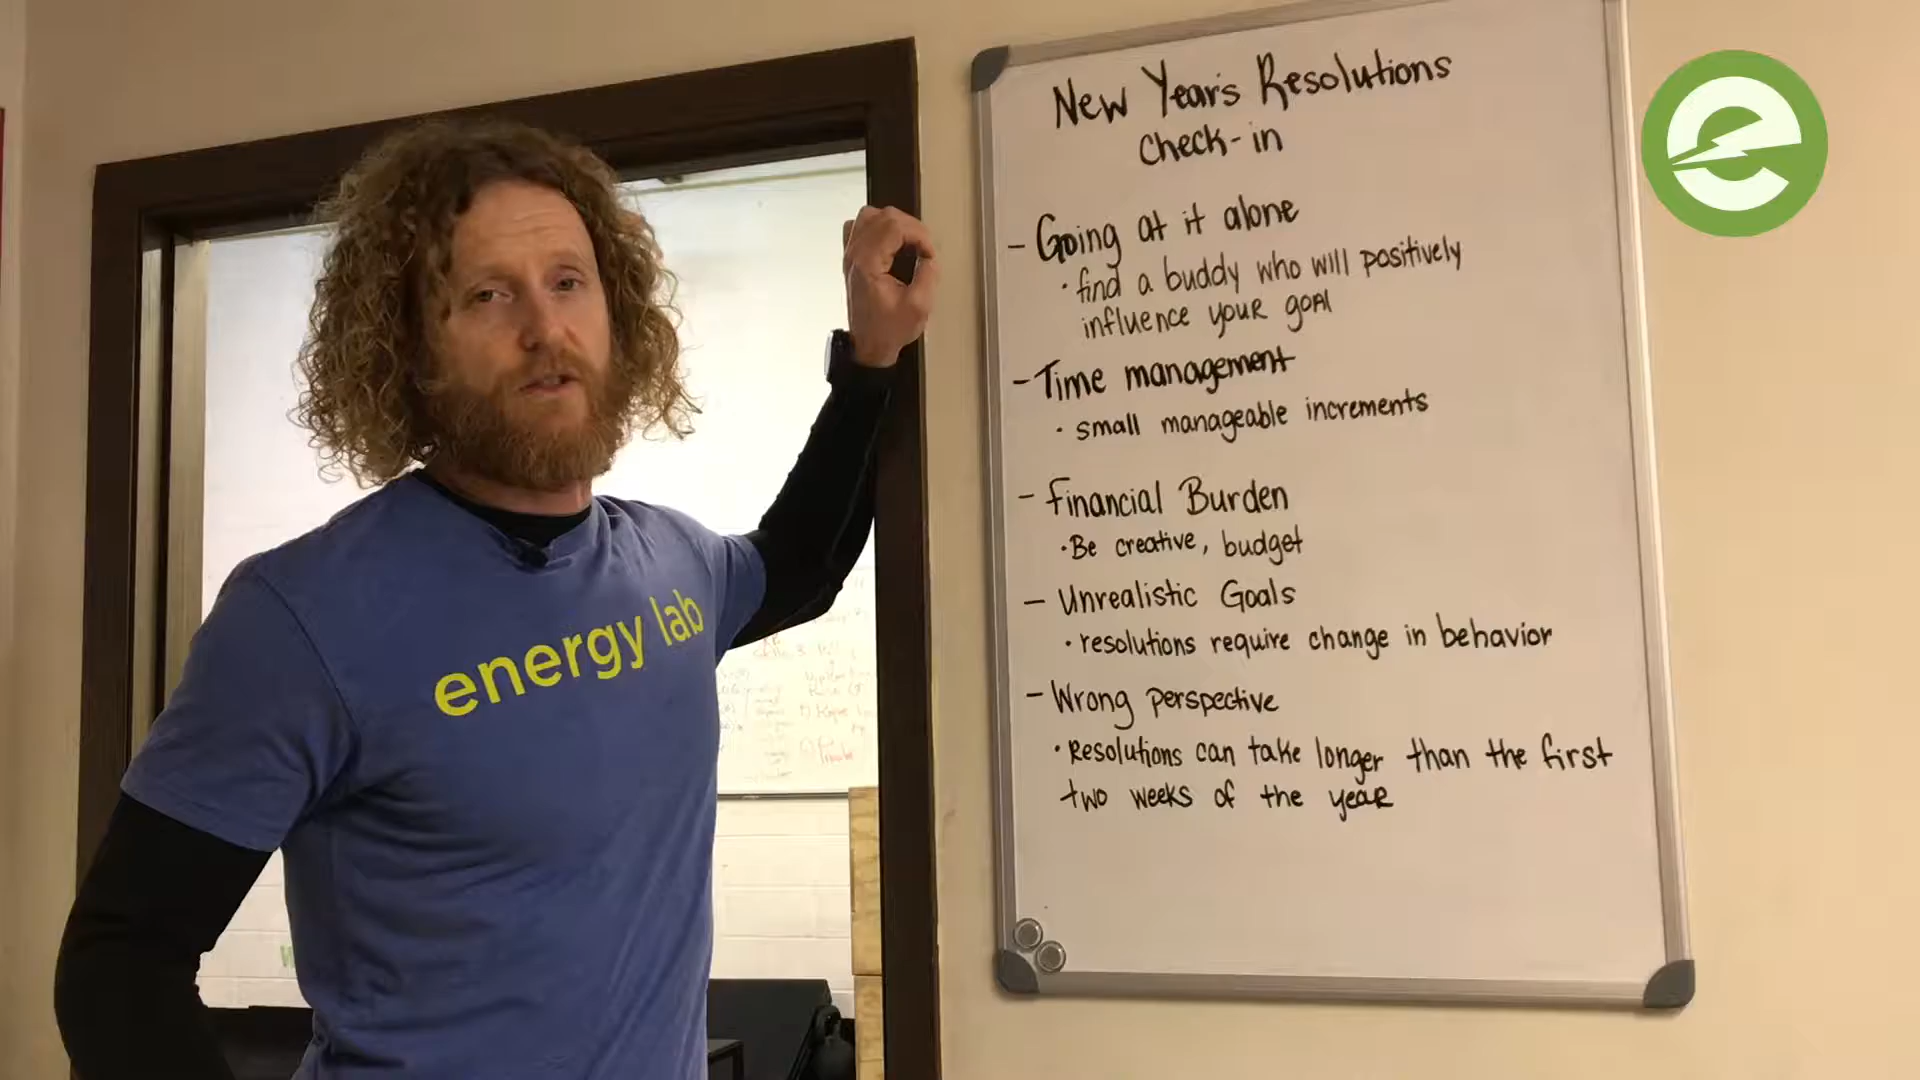 New Year's Resolutions
check-in
- Going at it alone
· find a buddy who will positively
influence your goal
- Time management
· small manageable increments
- Financial Burden
· Be creative, budget
- Unrealistic Goals
· resolutions require change in behavior
- Wrong perspective
· Resolutions can take longer than the first
two weeks of the year
energy lab
e